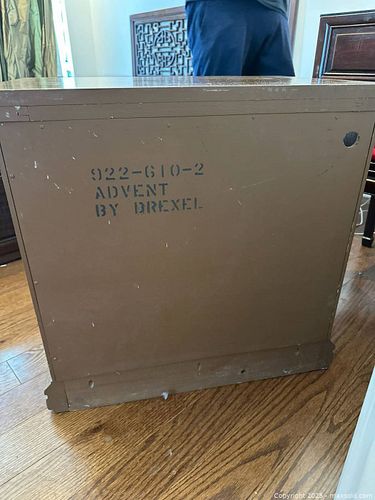 922-610-2
ADVENT
BY DREXEL